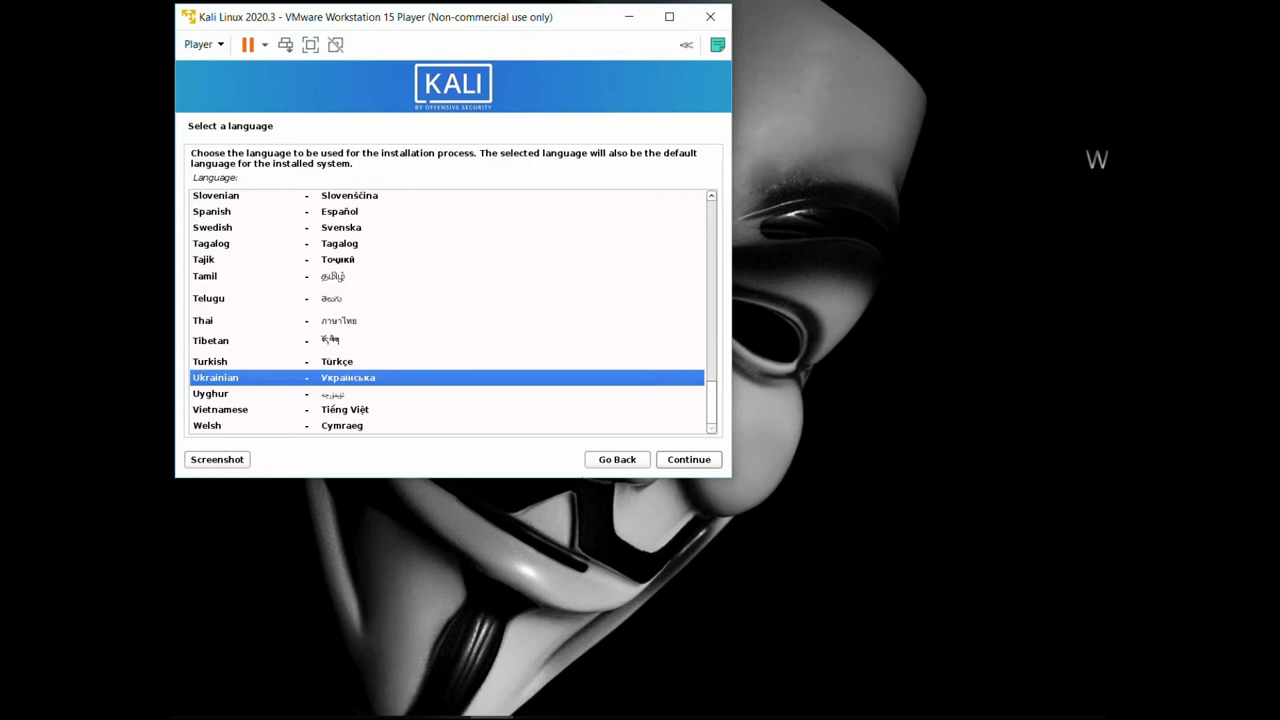 Kali Linux 2020.3 - VMware Workstation 15 Player (Non-commercial use only)
Player
KALI
BY OFFENSIVE SECURITY
W
Select a language
Choose the language to be used for the installation process. The selected language will also be the default
language for the installed system.
Language:
Slovenian - Slovenščina
Spanish - Español
Swedish - Svenska
Tagalog - Tagalog
Tajik - Тоҷикӣ
Tamil - தமிழ்
Telugu - తెలుగు
Thai - ภาษาไทย
Tibetan -
Turkish - Türkçe
Ukrainian - Українська
Uyghur - ئۇيغۇرچە
Vietnamese - Tiếng Việt
Welsh - Cymraeg
Screenshot
Go Back
Continue